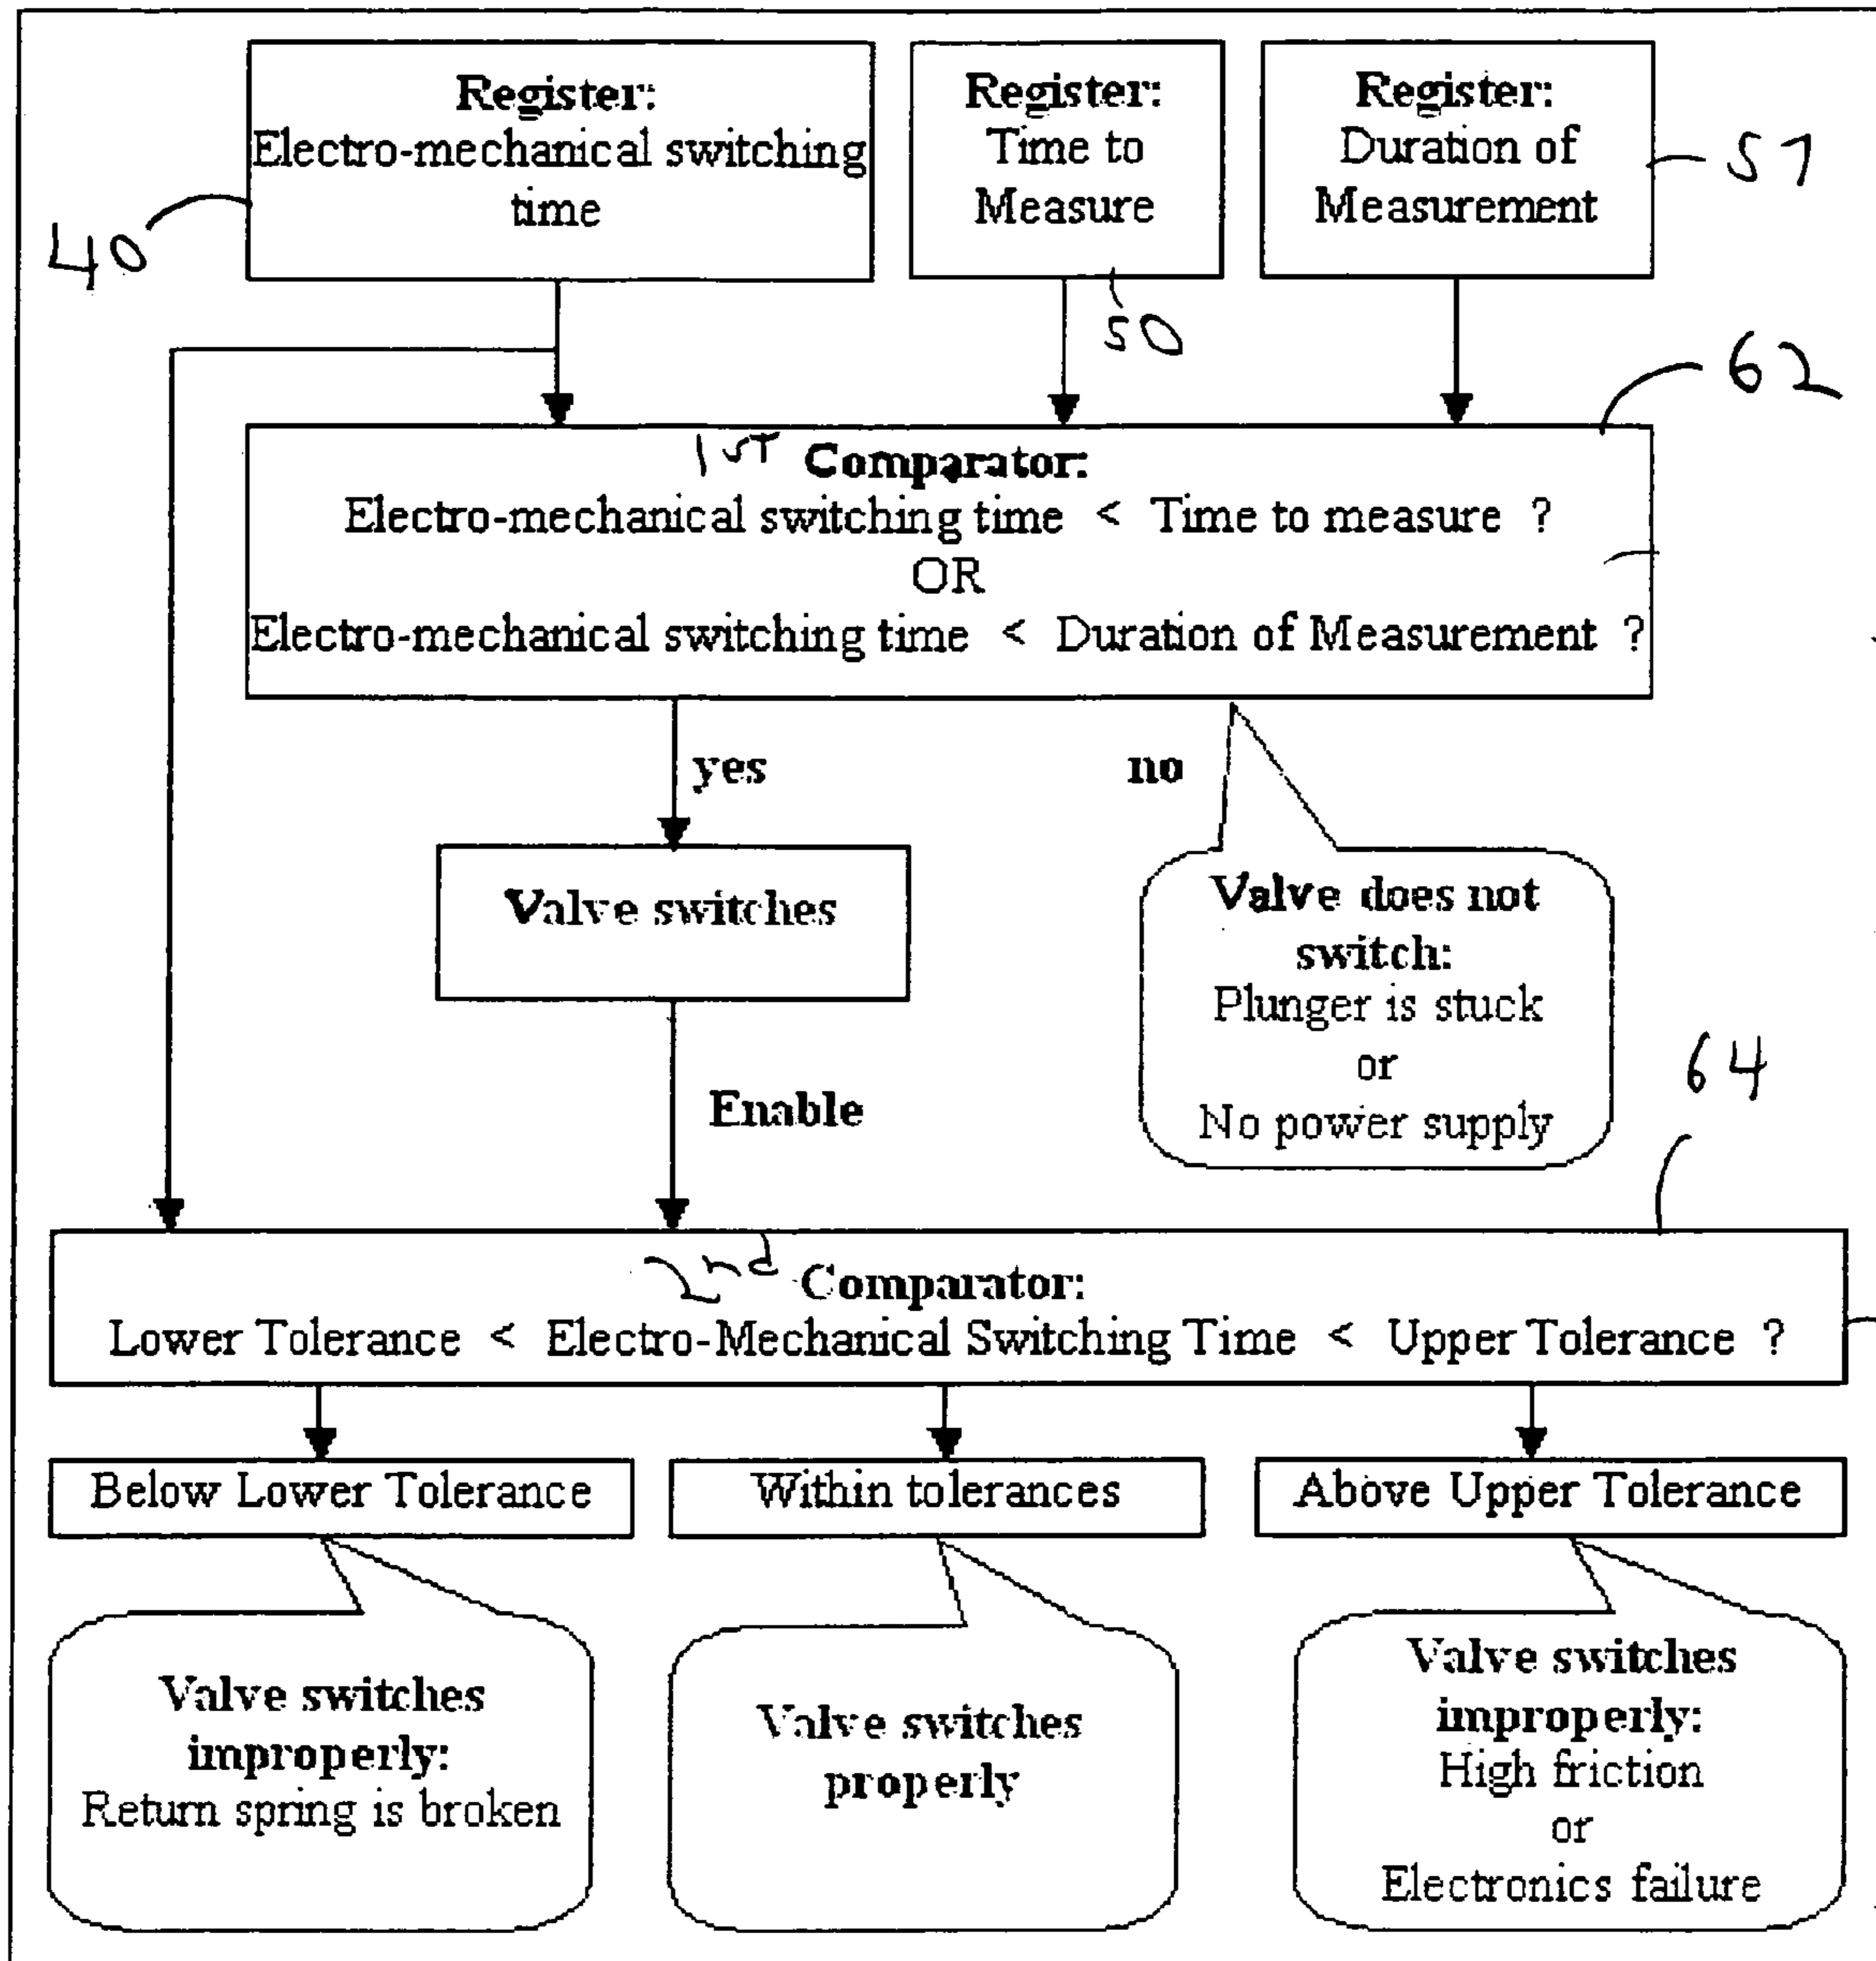 Register:
Electro-mechanical switching
time
Register:
Time to
Measure
Register:
Duration of
Measurement
57
40
50
62
1ST Comparator:
Electro-mechanical switching time < Time to measure ?
OR
Electro-mechanical switching time < Duration of Measurement ?
yes
no
Valve switches
Valve does not
switch:
Plunger is stuck
or
No power supply
Enable
64
2nd Comparator:
Lower Tolerance < Electro-Mechanical Switching Time < Upper Tolerance ?
Below Lower Tolerance
Within tolerances
Above Upper Tolerance
Valve switches
improperly:
Return spring is broken
Valve switches
properly
Valve switches
improperly:
High friction
or
Electronics failure